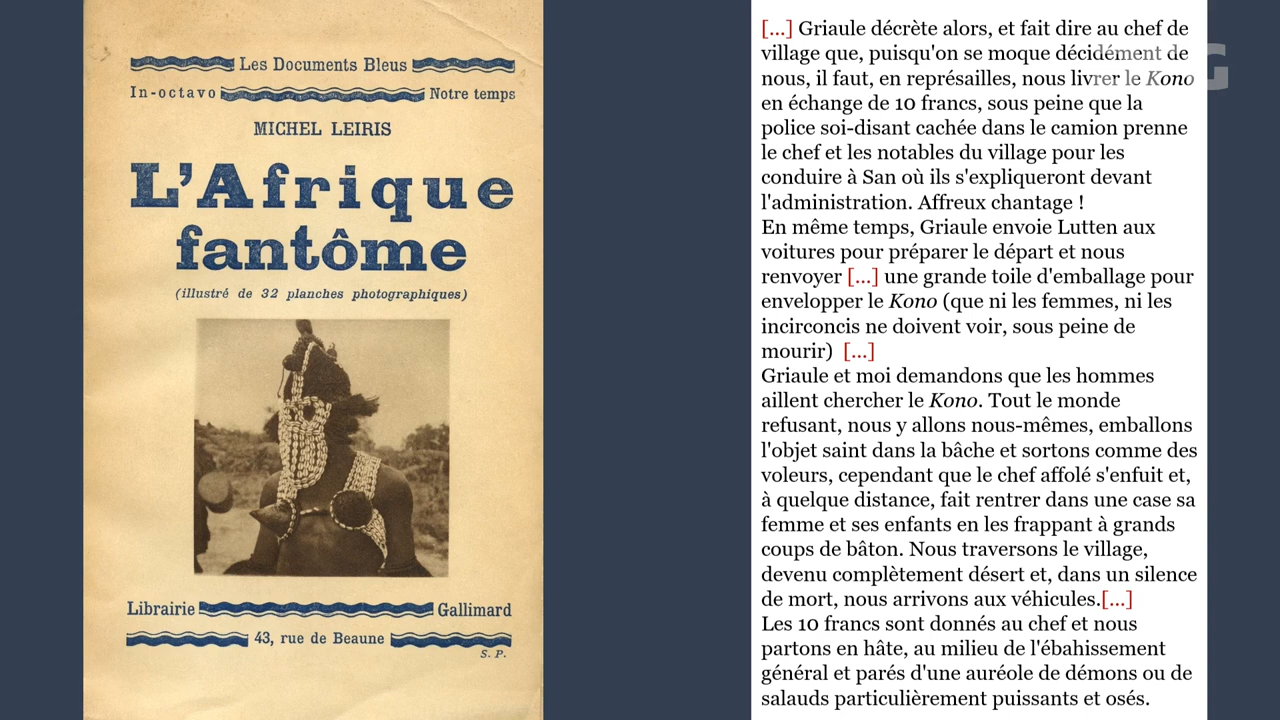 Les Documents Bleus
In-octavo Notre temps
MICHEL LEIRIS
L'Afrique
fantôme
(illustré de 32 planches photographiques)
Librairie Gallimard
43, rue de Beaune
S. P.
[...] Griaule décrète alors, et fait dire au chef de
village que, puisqu'on se moque décidément de
nous, il faut, en représailles, nous livrer le Kono
en échange de 10 francs, sous peine que la
police soi-disant cachée dans le camion prenne
le chef et les notables du village pour les
conduire à San où ils s'expliqueront devant
l'administration. Affreux chantage !
En même temps, Griaule envoie Lutten aux
voitures pour préparer le départ et nous
renvoyer [...] une grande toile d'emballage pour
envelopper le Kono (que ni les femmes, ni les
incirconcis ne doivent voir, sous peine de
mourir) [...]
Griaule et moi demandons que les hommes
aillent chercher le Kono. Tout le monde
refusant, nous y allons nous-mêmes, emballons
l'objet saint dans la bâche et sortons comme des
voleurs, cependant que le chef affolé s'enfuit et,
à quelque distance, fait rentrer dans une case sa
femme et ses enfants en les frappant à grands
coups de bâton. Nous traversons le village,
devenu complètement désert et, dans un silence
de mort, nous arrivons aux véhicules.[...]
Les 10 francs sont donnés au chef et nous
partons en hâte, au milieu de l'ébahissement
général et parés d'une auréole de démons ou de
salauds particulièrement puissants et osés.